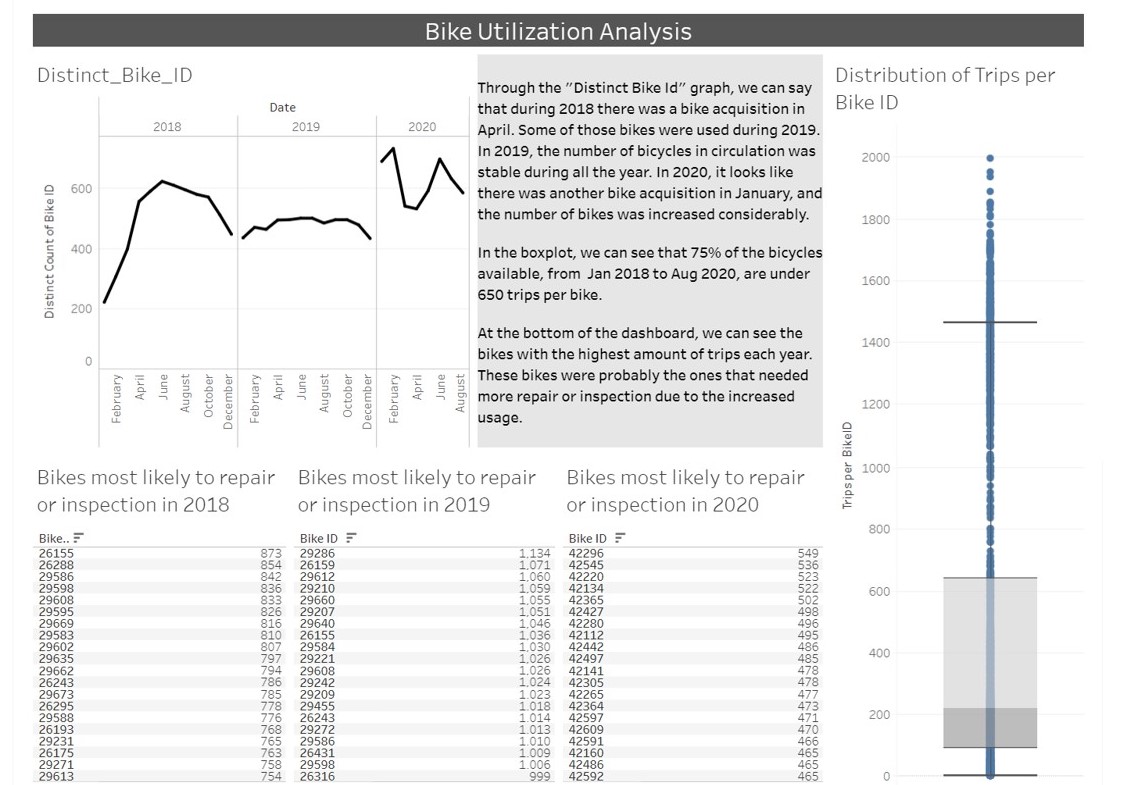 Bike Utilization Analysis
Distinct_Bike_ID
Date
2018
2019
2020
Distinct Count of Bike ID
600
400
200
0
February
April
June
August
October
December
February
April
June
August
October
December
February
April
June
August
Through the "Distinct Bike Id" graph, we can say
that during 2018 there was a bike acquisition in
April. Some of those bikes were used during 2019.
In 2019, the number of bicycles in circulation was
stable during all the year. In 2020, it looks like
there was another bike acquisition in January, and
the number of bikes was increased considerably.
In the boxplot, we can see that 75% of the bicycles
available, from Jan 2018 to Aug 2020, are under
650 trips per bike.
At the bottom of the dashboard, we can see the
bikes with the highest amount of trips each year.
These bikes were probably the ones that needed
more repair or inspection due to the increased
usage.
Distribution of Trips per
Bike ID
Trips per BikeID
2000
1800
1600
1400
1200
1000
800
600
400
200
0
Bikes most likely to repair
or inspection in 2018
Bike..
26155 873
26288 854
29586 842
29598 836
29608 833
29595 826
29669 816
29583 810
29602 807
29635 797
29662 794
26243 786
29673 785
26295 778
29588 776
26193 768
29231 765
26175 763
29271 758
29613 754
Bikes most likely to repair
or inspection in 2019
Bike ID
29286 1,134
26159 1,071
29612 1,060
29210 1,059
29660 1,055
29207 1,051
29640 1,046
26155 1,036
29584 1,030
29221 1,026
29608 1,026
29242 1,024
29209 1,023
29455 1,018
26243 1,014
29272 1,013
29586 1,010
26431 1,009
29598 1,006
26316 999
Bikes most likely to repair
or inspection in 2020
Bike ID
42296 549
42545 536
42220 523
42134 522
42365 502
42427 498
42280 496
42112 495
42442 486
42497 485
42141 478
42305 478
42265 477
42364 473
42597 471
42609 470
42591 466
42160 465
42486 465
42592 465